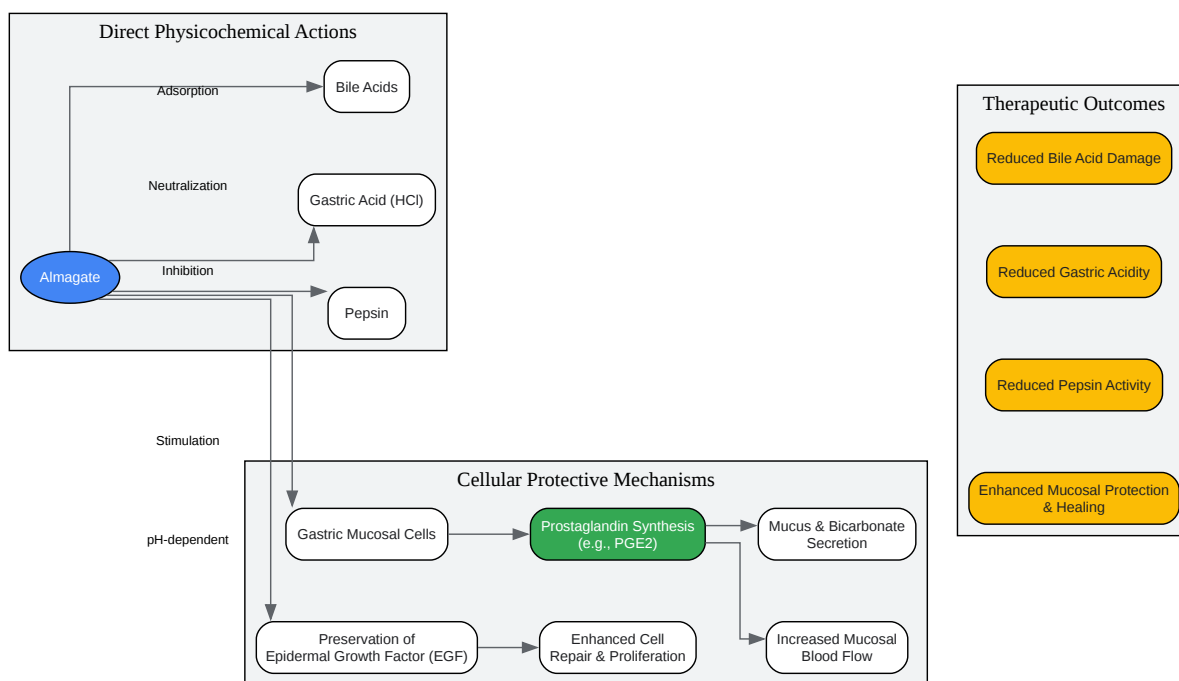 Direct Physicochemical Actions
Adsorption
Bile Acids
Neutralization
Gastric Acid (HCl)
Almagate
Inhibition
Pepsin
Stimulation
pH-dependent
Cellular Protective Mechanisms
Gastric Mucosal Cells
Prostaglandin Synthesis
(e.g., PGE2)
Mucus & Bicarbonate
Secretion
Preservation of
Epidermal Growth Factor (EGF)
Enhanced Cell
Repair & Proliferation
Increased Mucosal
Blood Flow
Therapeutic Outcomes
Reduced Bile Acid Damage
Reduced Gastric Acidity
Reduced Pepsin Activity
Enhanced Mucosal Protection
& Healing